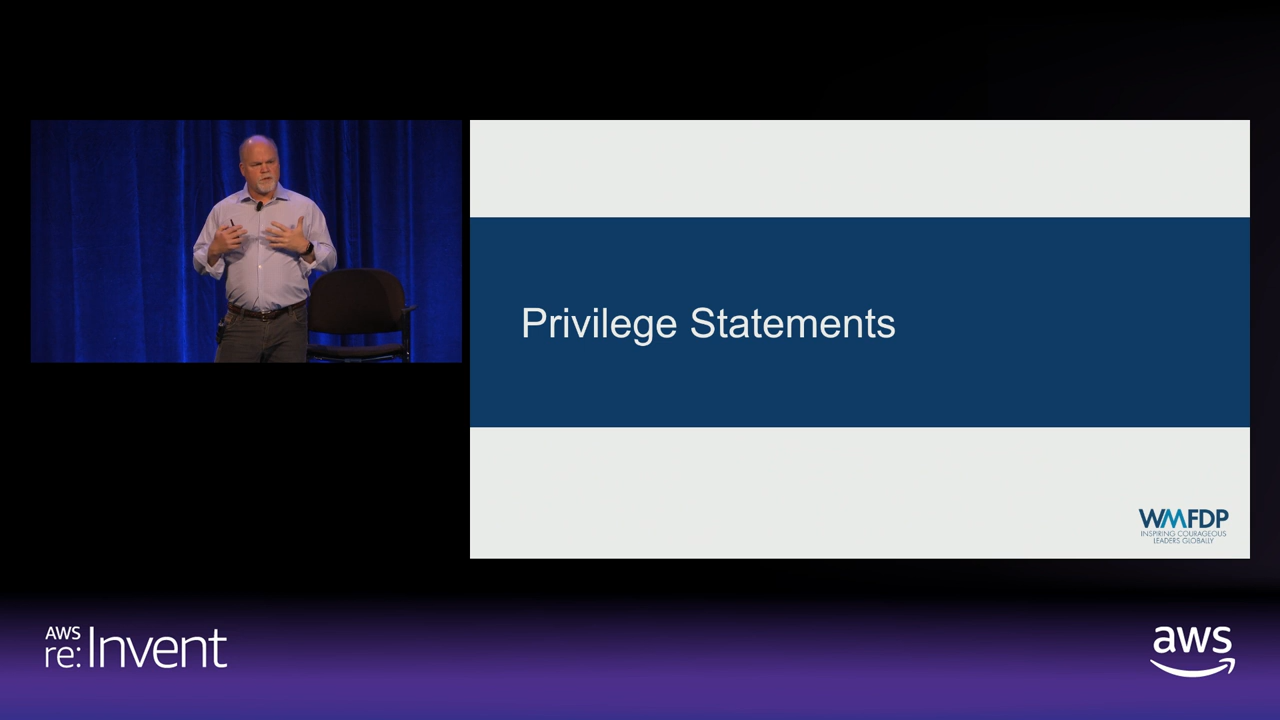 Privilege Statements
WMFDP
INSPIRING COURAGEOUS
LEADERS GLOBALLY
AWS
re:Invent
aws